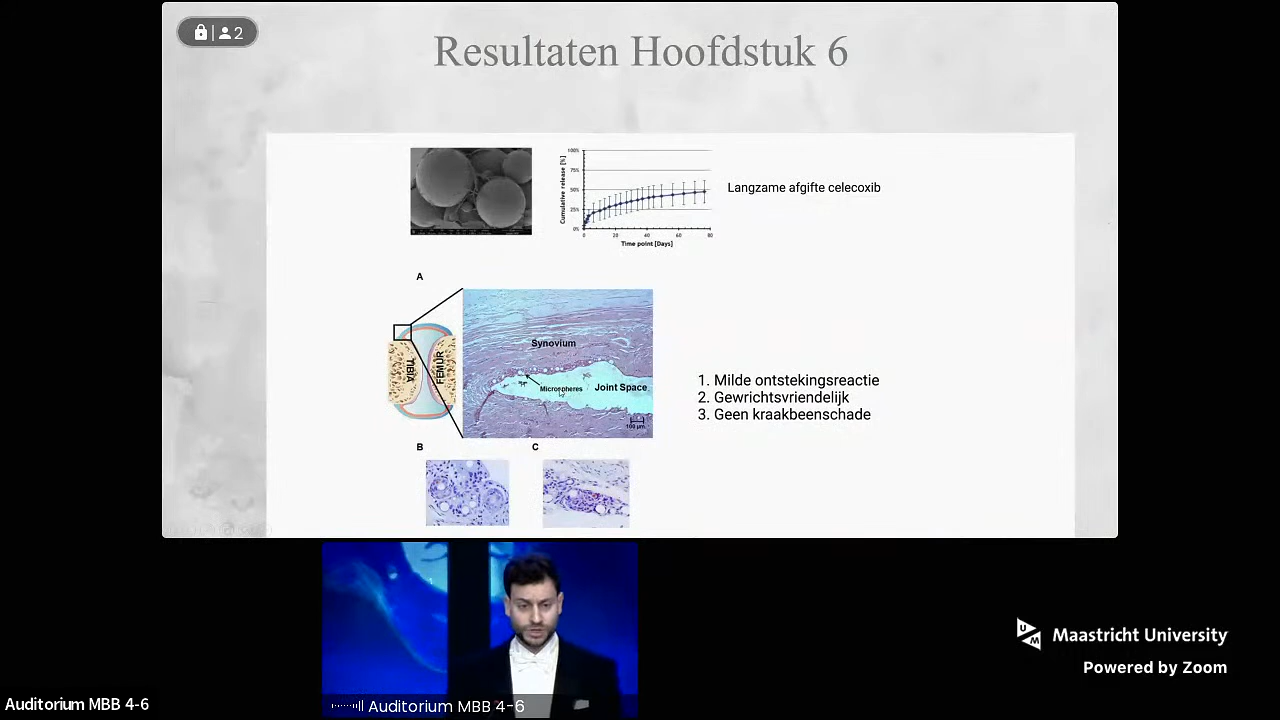 2
Resultaten Hoofdstuk 6
100%
75%
50%
25%
0%
Cumulative release [%]
0 20 40 60 80
Time point [Days]
Langzame afgifte celecoxib
A
Synovium
Microspheres
Joint Space
100 µm
TIBIA
FEMUR
1. Milde ontstekingsreactie
2. Gewrichtsvriendelijk
3. Geen kraakbeenschade
B
C
UM
Maastricht University
Powered by Zoom
Auditorium MBB 4-6
Auditorium MBB 4-6